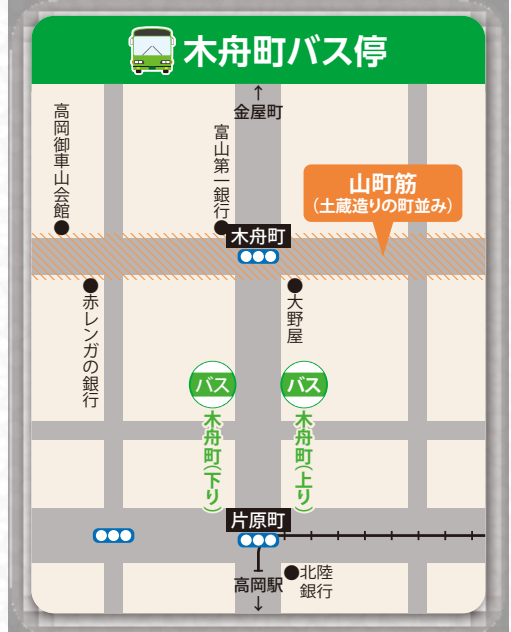 木舟町バス停
↑
金屋町
高岡御車山会館
富山第一銀行
山町筋
(土蔵造りの町並み)
木舟町
赤レンガの銀行
大野屋
バス
木舟町(下り)
バス
木舟町(上り)
片原町
高岡駅
↓
北陸
銀行